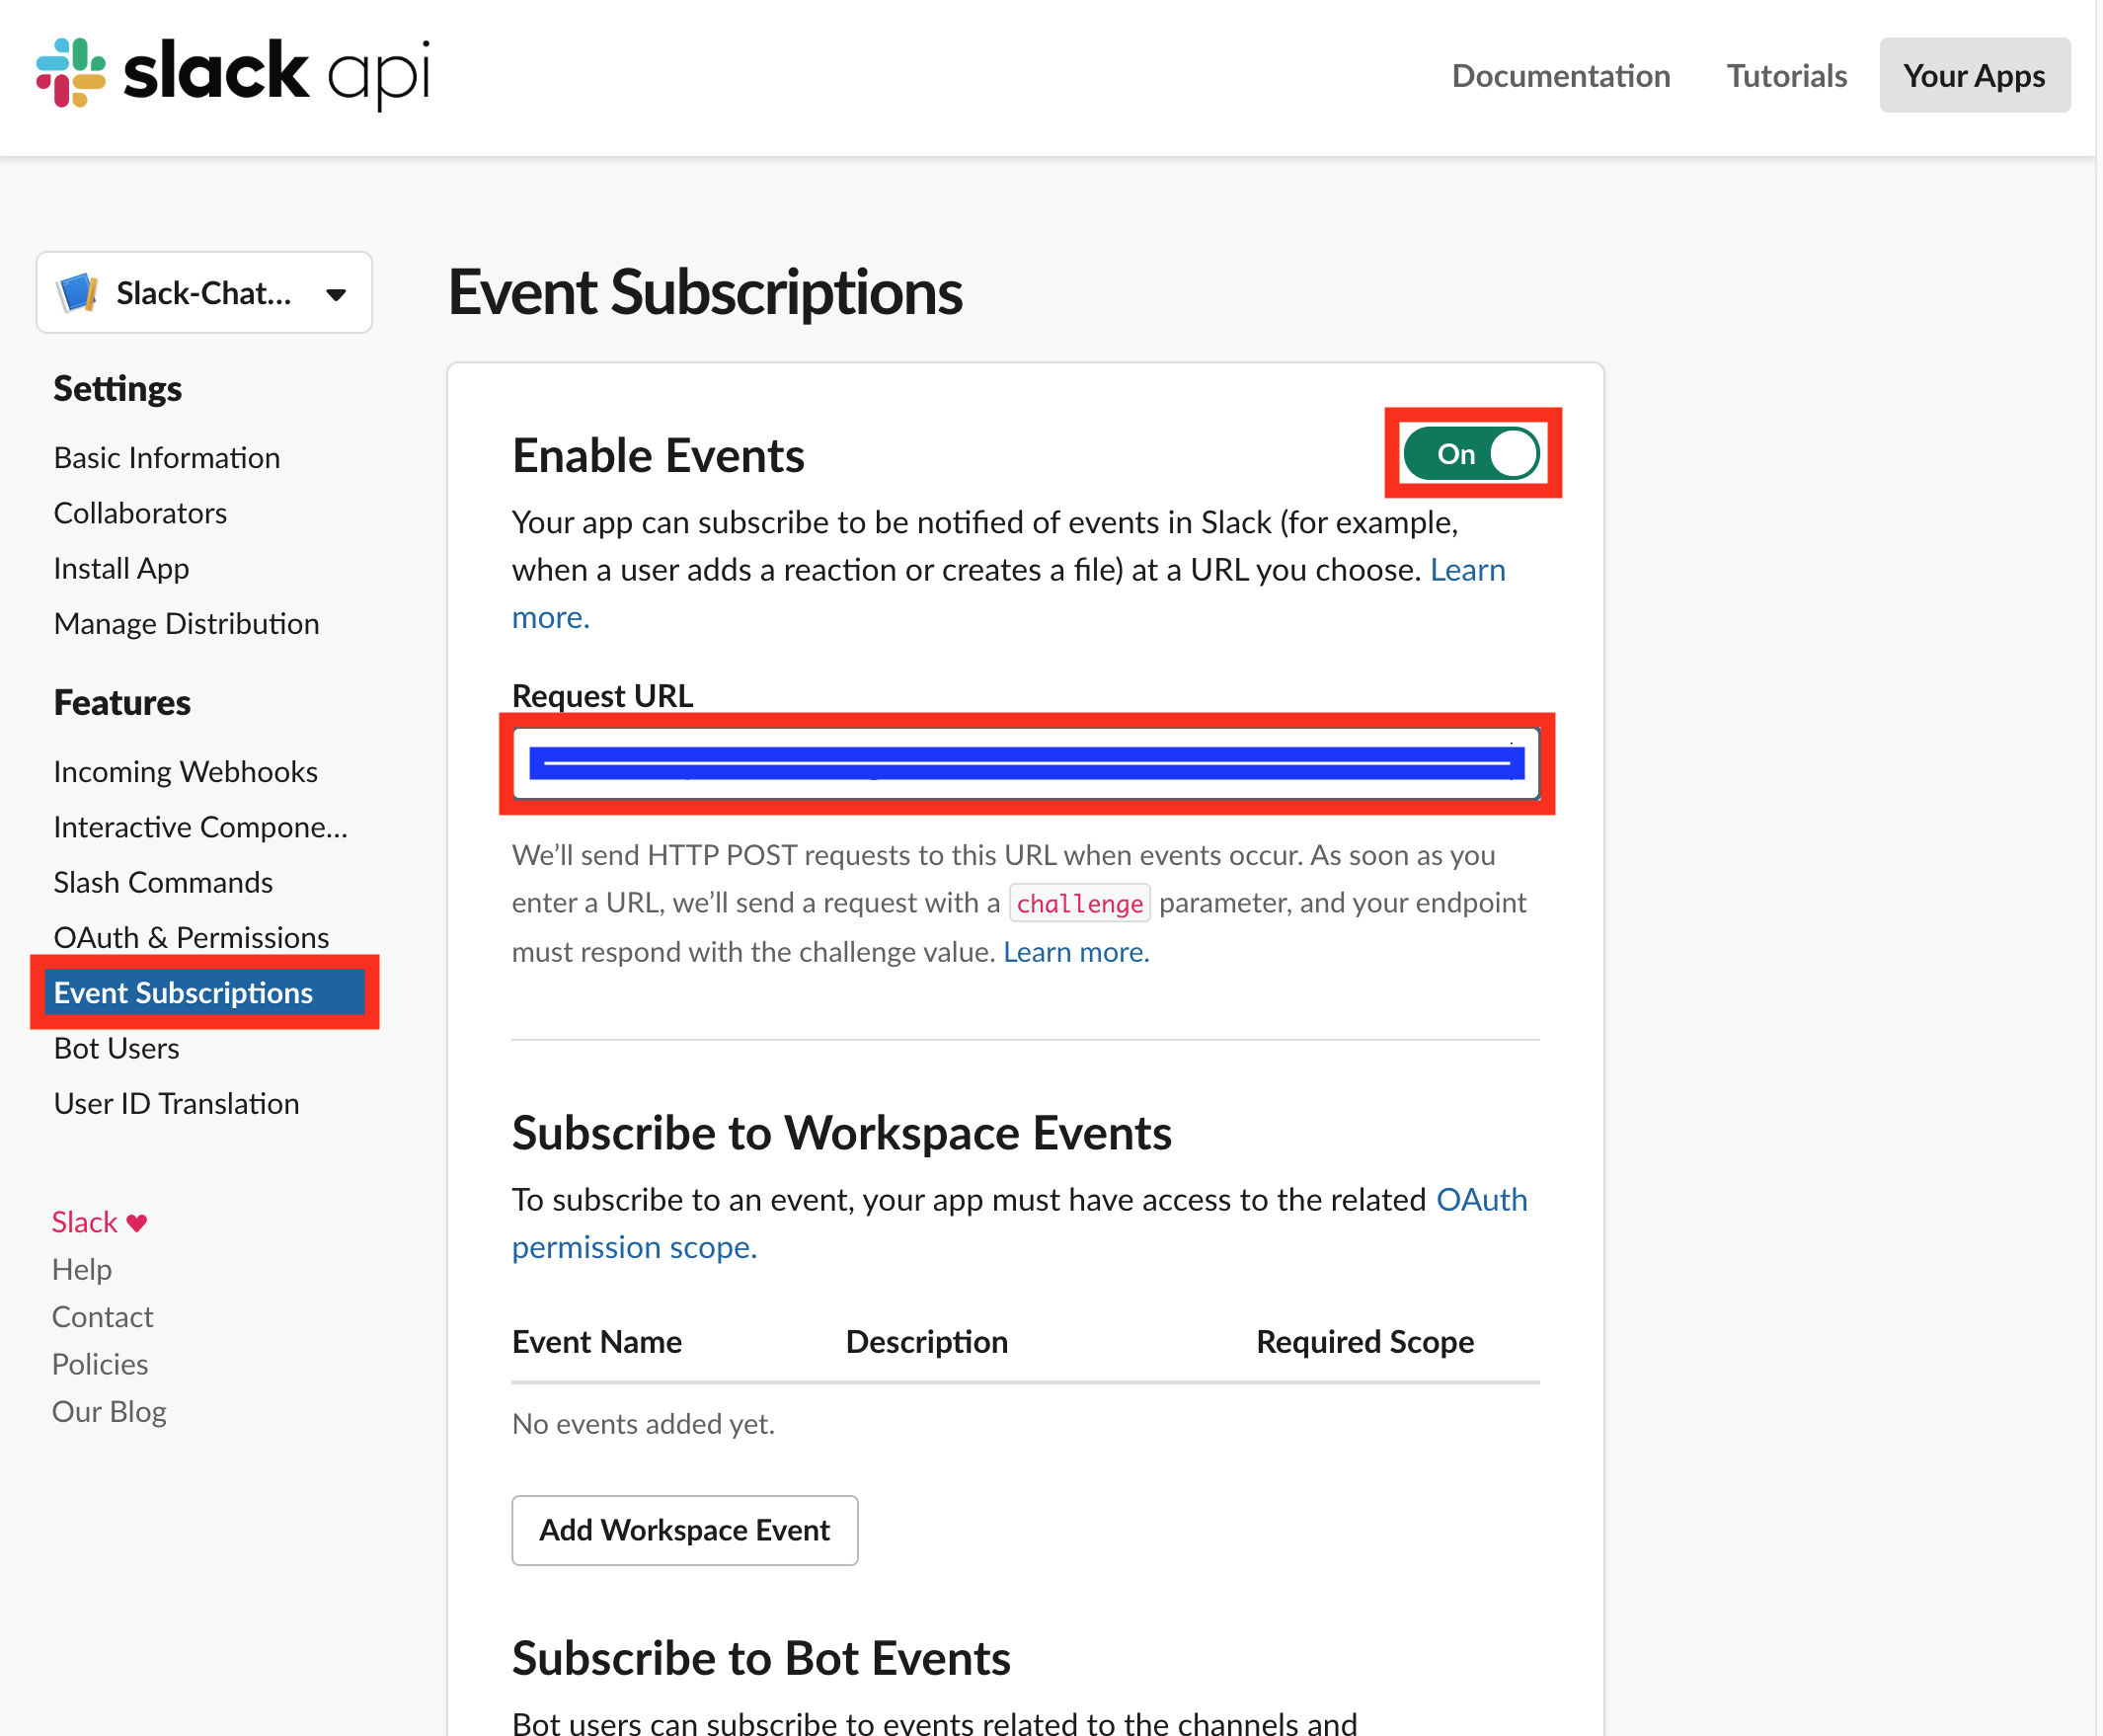 slack api
Documentation
Tutorials
Your Apps
Slack-Chat...
Settings
Basic Information
Collaborators
Install App
Manage Distribution
Features
Incoming Webhooks
Interactive Compone...
Slash Commands
OAuth & Permissions
Event Subscriptions
Bot Users
User ID Translation
Slack ♥
Help
Contact
Policies
Our Blog
Event Subscriptions
Enable Events
On
Your app can subscribe to be notified of events in Slack (for example,
when a user adds a reaction or creates a file) at a URL you choose. Learn
more.
Request URL
We’ll send HTTP POST requests to this URL when events occur. As soon as you
enter a URL, we’ll send a request with a challenge parameter, and your endpoint
must respond with the challenge value. Learn more.
Subscribe to Workspace Events
To subscribe to an event, your app must have access to the related OAuth
permission scope.
Event Name Description Required Scope
No events added yet.
Add Workspace Event
Subscribe to Bot Events
Bot users can subscribe to events related to the channels and